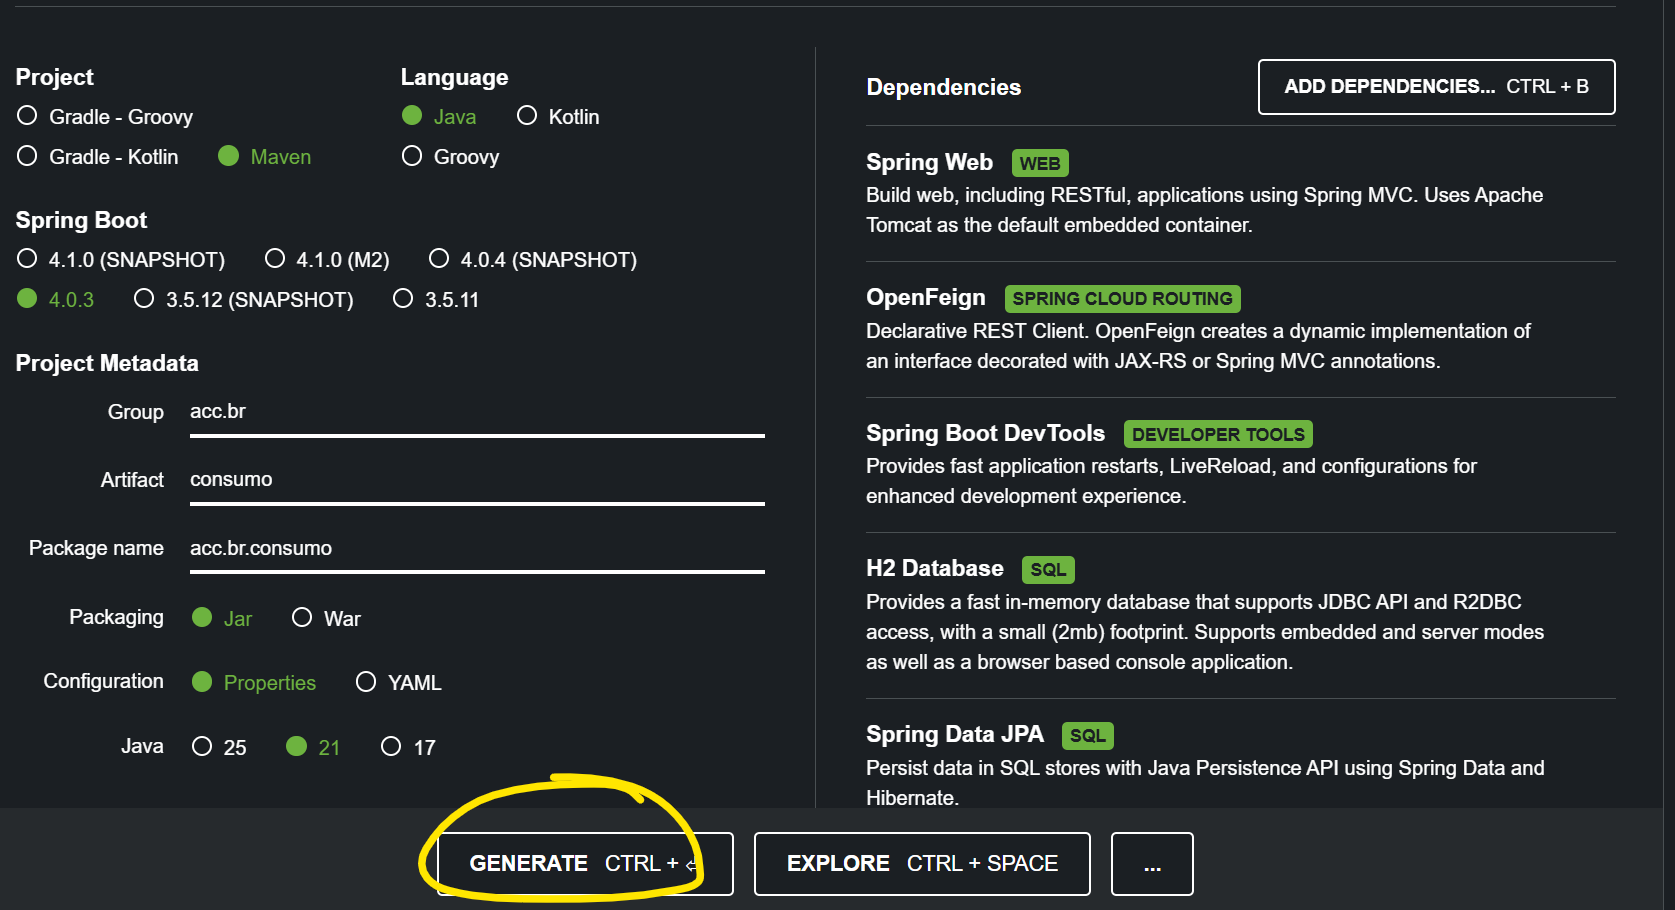 Project
Gradle - Groovy
Gradle - Kotlin Maven
Language
Java Kotlin
Groovy
Spring Boot
4.1.0 (SNAPSHOT) 4.1.0 (M2) 4.0.4 (SNAPSHOT)
4.0.3 3.5.12 (SNAPSHOT) 3.5.11
Project Metadata
Group acc.br
Artifact consumo
Package name acc.br.consumo
Packaging Jar War
Configuration Properties YAML
Java 25 21 17
Dependencies
ADD DEPENDENCIES... CTRL + B
Spring Web WEB
Build web, including RESTful, applications using Spring MVC. Uses Apache
Tomcat as the default embedded container.
OpenFeign SPRING CLOUD ROUTING
Declarative REST Client. OpenFeign creates a dynamic implementation of
an interface decorated with JAX-RS or Spring MVC annotations.
Spring Boot DevTools DEVELOPER TOOLS
Provides fast application restarts, LiveReload, and configurations for
enhanced development experience.
H2 Database SQL
Provides a fast in-memory database that supports JDBC API and R2DBC
access, with a small (2mb) footprint. Supports embedded and server modes
as well as a browser based console application.
Spring Data JPA SQL
Persist data in SQL stores with Java Persistence API using Spring Data and
Hibernate.
GENERATE CTRL + ⏎
EXPLORE CTRL + SPACE
...